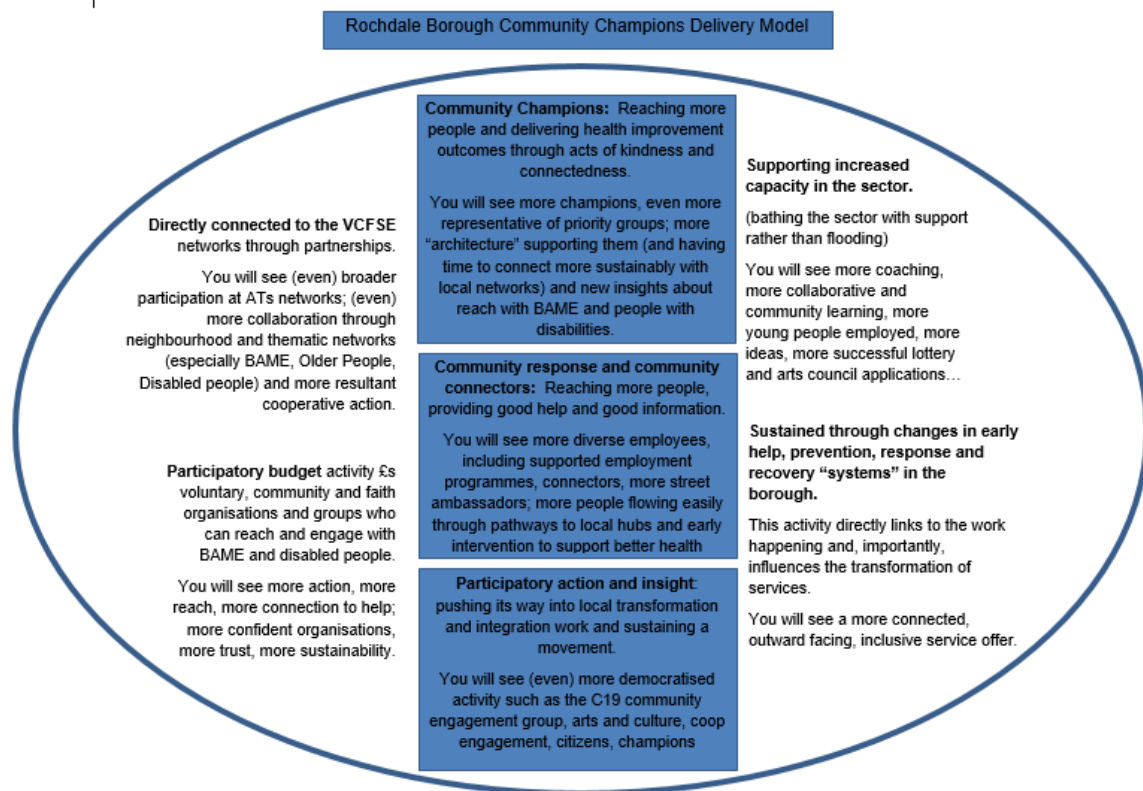 Rochdale Borough Community Champions Delivery Model
Community Champions: Reaching more
people and delivering health improvement
outcomes through acts of kindness and
connectedness.
You will see more champions, even more
representative of priority groups; more
“architecture” supporting them (and having
time to connect more sustainably with
local networks) and new insights about
reach with BAME and people with
disabilities.
Community response and community
connectors: Reaching more people,
providing good help and good information.
You will see more diverse employees,
including supported employment
programmes, connectors, more street
ambassadors; more people flowing easily
through pathways to local hubs and early
intervention to support better health
Participatory action and insight:
pushing its way into local transformation
and integration work and sustaining a
movement.
You will see (even) more democratised
activity such as the C19 community
engagement group, arts and culture, coop
engagement, citizens, champions
Directly connected to the VCFSE
networks through partnerships.
You will see (even) broader
participation at ATs networks; (even)
more collaboration through
neighbourhood and thematic networks
(especially BAME, Older People,
Disabled people) and more resultant
cooperative action.
Participatory budget activity £s
voluntary, community and faith
organisations and groups who
can reach and engage with
BAME and disabled people.
You will see more action, more
reach, more connection to help;
more confident organisations,
more trust, more sustainability.
Supporting increased
capacity in the sector.
(bathing the sector with support
rather than flooding)
You will see more coaching,
more collaborative and
community learning, more
young people employed, more
ideas, more successful lottery
and arts council applications…
Sustained through changes in early
help, prevention, response and
recovery “systems” in the
borough.
This activity directly links to the work
happening and, importantly,
influences the transformation of
services.
You will see a more connected,
outward facing, inclusive service offer.